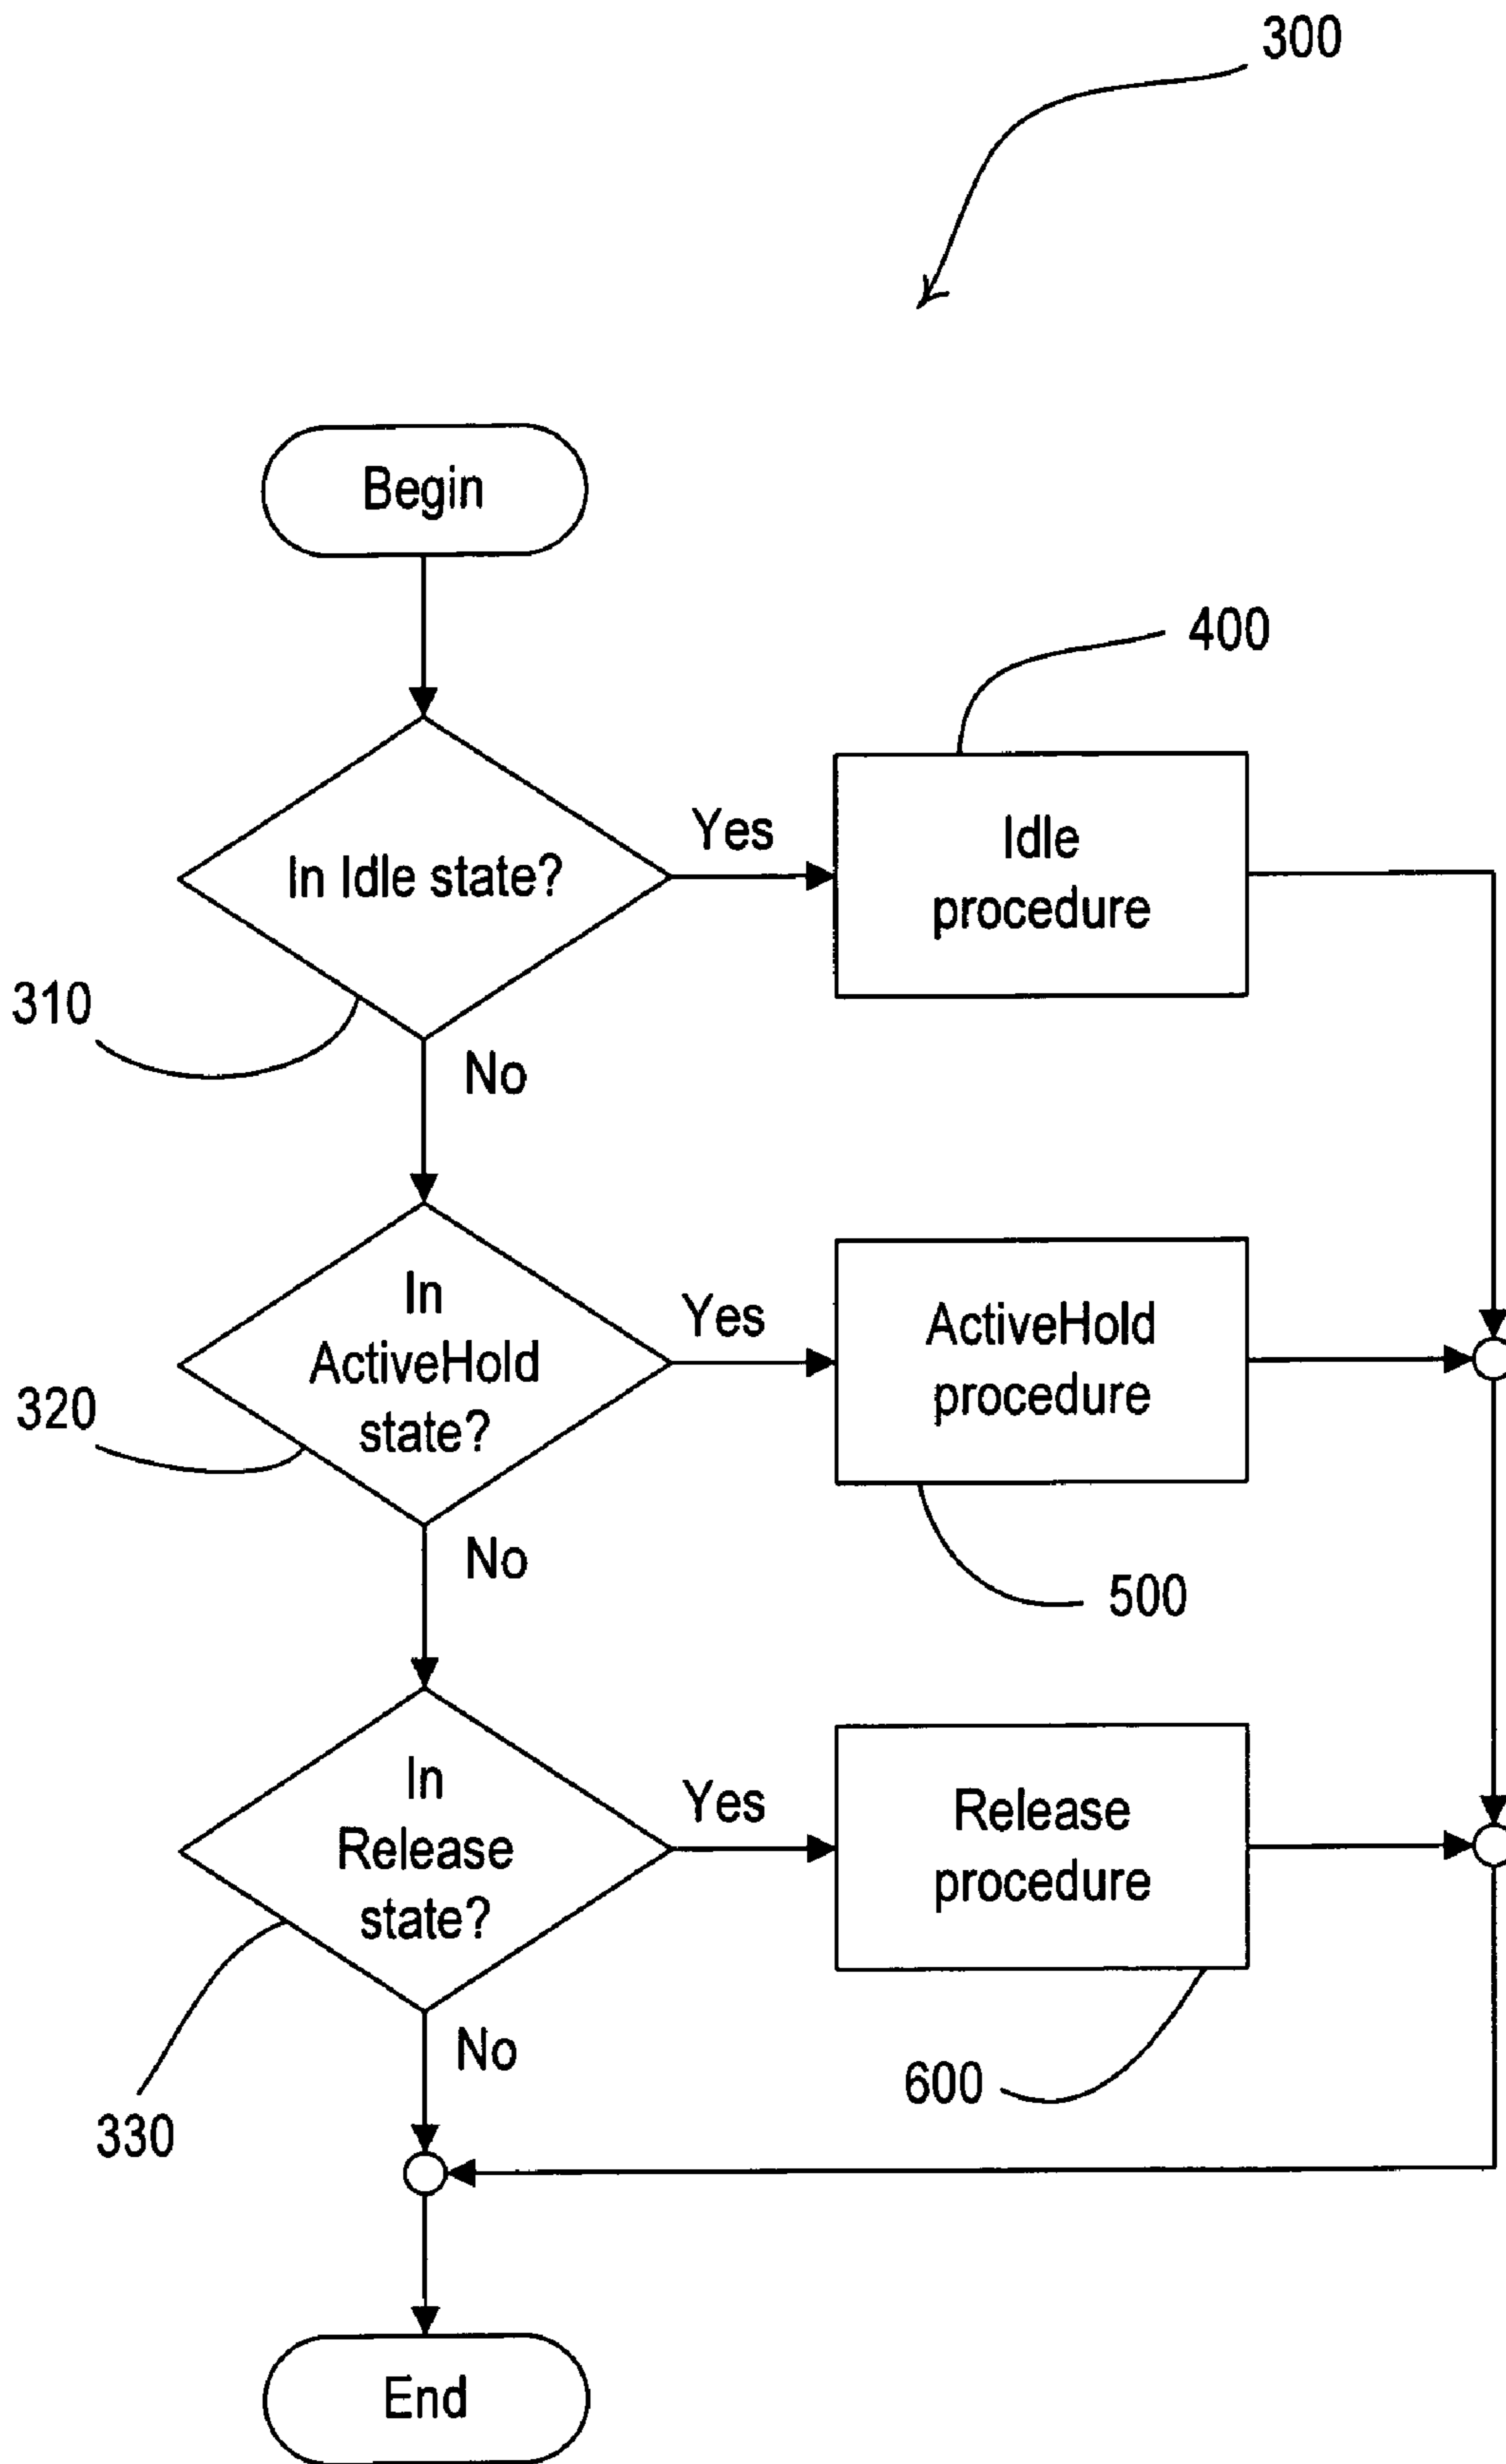 300
Begin
400
In Idle state?
Yes
Idle
procedure
310
No
In
ActiveHold
state?
Yes
ActiveHold
procedure
320
No
500
In
Release
state?
Yes
Release
procedure
330
No
600
End